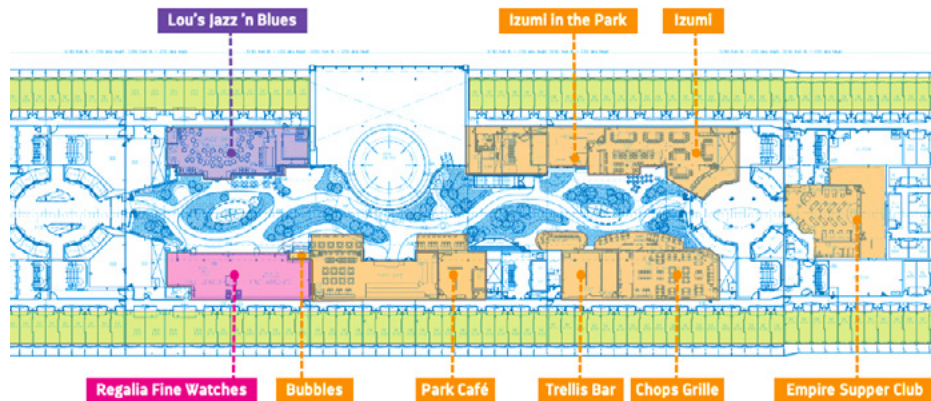 Lou's Jazz 'n Blues
Izumi in the Park
Izumi
Regalia Fine Watches
Bubbles
Park Café
Trellis Bar
Chops Grille
Empire Supper Club